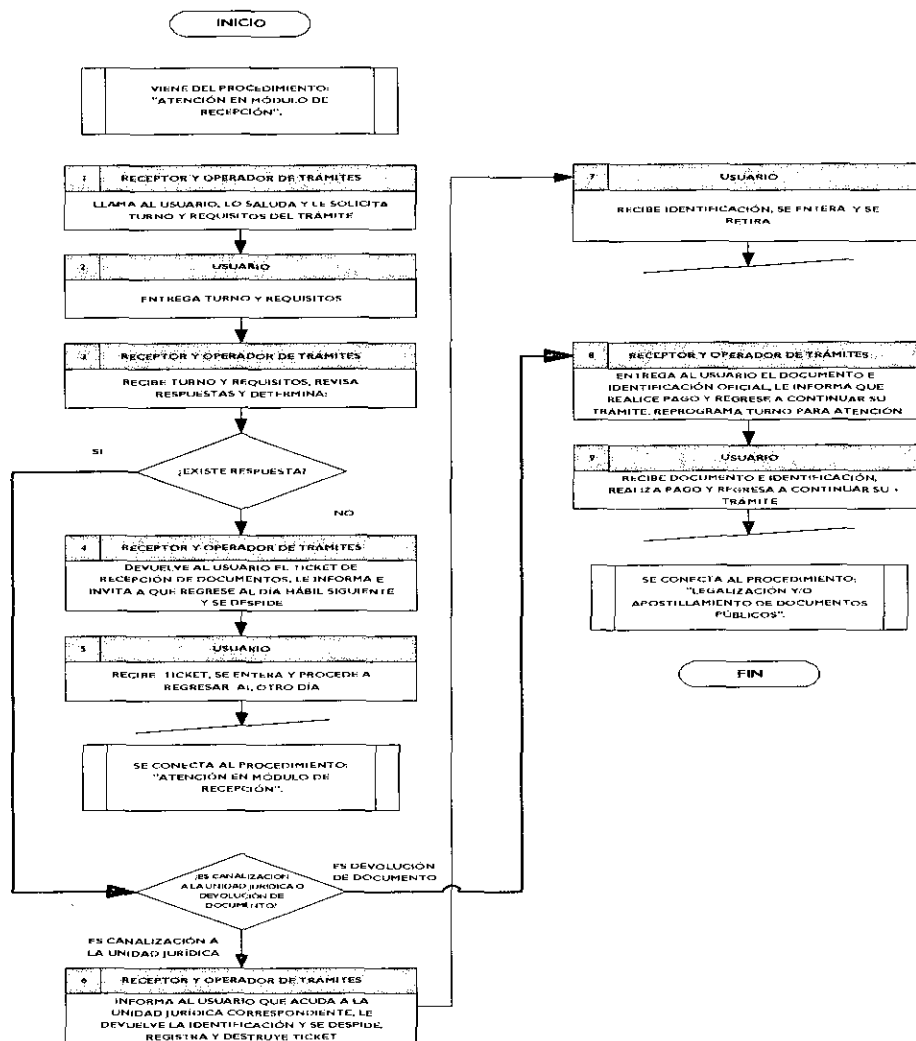 INICIO
VIENE DEL PROCEDIMIENTO:
"ATENCIÓN EN MÓDULO DE
RECEPCIÓN".
1 RECEPTOR Y OPERADOR DE TRÁMITES
LLAMA AL USUARIO, LO SALUDA Y LE SOLICITA
TURNO Y REQUISITOS DEL TRÁMITE
2 USUARIO
ENTREGA TURNO Y REQUISITOS
3 RECEPTOR Y OPERADOR DE TRÁMITES
RECIBE TURNO Y REQUISITOS, REVISA
RESPUESTAS Y DETERMINA:
SI
¿EXISTE RESPUESTA?
NO
4 RECEPTOR Y OPERADOR DE TRÁMITES
DEVUELVE AL USUARIO EL TICKET DE
RECEPCIÓN DE DOCUMENTOS, LE INFORMA E
INVITA A QUE REGRESE AL DÍA HÁBIL SIGUIENTE
Y SE DESPIDE
5 USUARIO
RECIBE TICKET, SE ENTERA Y PROCEDE A
REGRESAR AL OTRO DÍA
SE CONECTA AL PROCEDIMIENTO:
"ATENCIÓN EN MÓDULO DE
RECEPCIÓN".
¿ES CANALIZACIÓN
A LA UNIDAD JURÍDICA O
DEVOLUCIÓN DE
DOCUMENTO?
ES DEVOLUCIÓN
DE DOCUMENTO
ES CANALIZACIÓN A
LA UNIDAD JURÍDICA
6 RECEPTOR Y OPERADOR DE TRÁMITES
INFORMA AL USUARIO QUE ACUDA A LA
UNIDAD JURÍDICA CORRESPONDIENTE, LE
DEVUELVE LA IDENTIFICACIÓN Y SE DESPIDE,
REGISTRA Y DESTRUYE TICKET
7 USUARIO
RECIBE IDENTIFICACIÓN, SE ENTERA Y SE
RETIRA
8 RECEPTOR Y OPERADOR DE TRÁMITES
ENTREGA AL USUARIO EL DOCUMENTO E
IDENTIFICACIÓN OFICIAL, LE INFORMA QUE
REALICE PAGO Y REGRESE A CONTINUAR SU
TRÁMITE. REPROGRAMA TURNO PARA ATENCIÓN
9 USUARIO
RECIBE DOCUMENTO E IDENTIFICACIÓN,
REALIZA PAGO Y REGRESA A CONTINUAR SU
TRÁMITE
SE CONECTA AL PROCEDIMIENTO:
"LEGALIZACIÓN Y/O
APOSTILLAMIENTO DE DOCUMENTOS
PÚBLICOS".
FIN